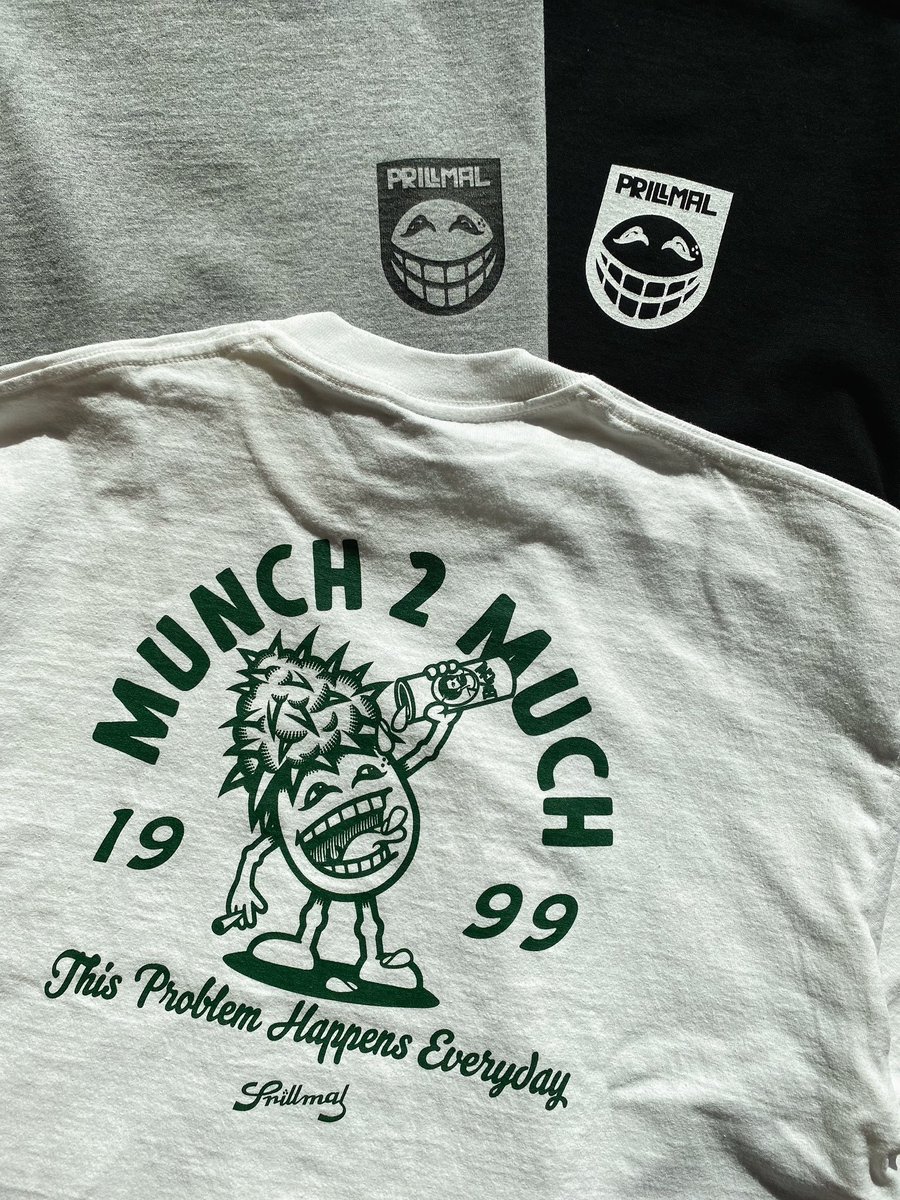 PRILLMAL
PRILLMAL
MUNCH 2 MUCH
19 99
This Problem Happens Everyday
Prillmal